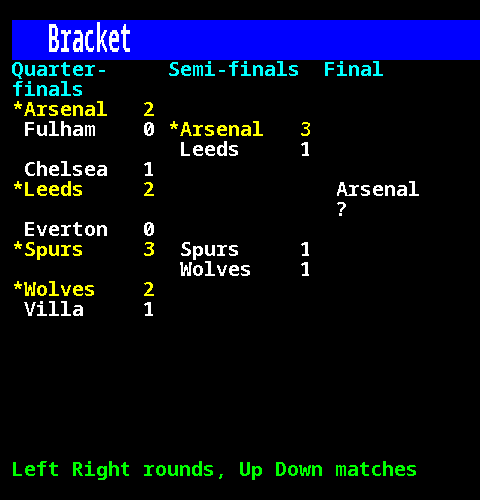 Bracket
Quarter-finals Semi-finals Final
*Arsenal 2
Fulham 0 *Arsenal 3
Leeds 1
Chelsea 1
*Leeds 2 Arsenal
?
Everton 0
*Spurs 3 Spurs 1
Wolves 1
*Wolves 2
Villa 1
Left Right rounds, Up Down matches